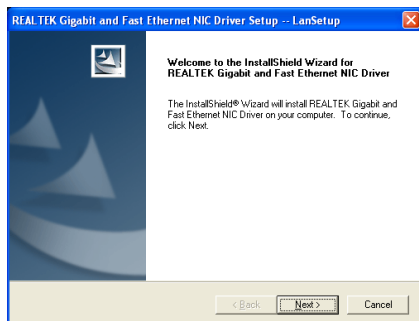 REALTEK Gigabit and Fast Ethernet NIC Driver Setup -- LanSetup
Welcome to the InstallShield Wizard for
REALTEK Gigabit and Fast Ethernet NIC Driver
The InstallShield® Wizard will install REALTEK Gigabit and
Fast Ethernet NIC Driver on your computer. To continue,
click Next.
< Back
Next >
Cancel